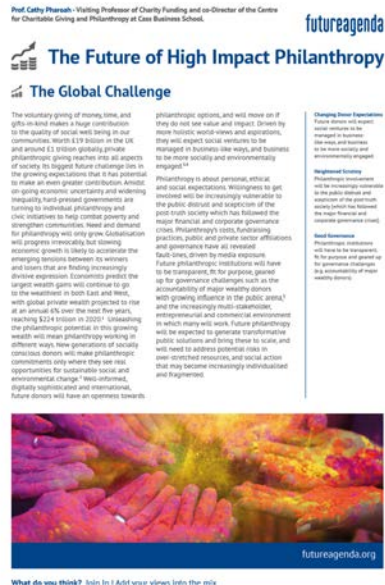 Prof. Cathy Pharoah - Visiting Professor of Charity Funding and co-Director of the Centre
for Charitable Giving and Philanthropy at Cass Business School.
futureagenda
The Future of High Impact Philanthropy
The Global Challenge
The voluntary giving of money, time, and
gifts-in-kind makes a huge contribution
to the quality of social well being in our
communities. Worth £19 billion in the UK
and around £1 trillion globally, private
philanthropic giving reaches into all aspects
of society. Its biggest future challenge lies in
the growing expectations that it has potential
to make an even greater contribution. Amidst
on-going economic uncertainty and widening
inequality, hard-pressed governments are
turning to individual philanthropy and
civic initiatives to help combat poverty and
strengthen communities. Need and demand
for philanthropy will only grow. Globalisation
will progress irrevocably, but slowing
economic growth is likely to accelerate the
emerging tensions between its winners
and losers that are finding increasingly
divisive expression. Economists predict the
largest wealth gains will continue to go
to the wealthiest in both East and West,
with global private wealth projected to rise
at an annual 6% over the next five years,
reaching $224 trillion in 2020. Unleashing
the philanthropic potential in this growing
wealth will mean philanthropy working in
different ways. New generations of socially
conscious donors will make philanthropic
commitments only where they see real
opportunities for sustainable social and
environmental change. Well-informed,
digitally sophisticated and international,
future donors will have an openness towards
philanthropic options, and will move on if
they do not see value and impact. Driven by
more holistic world-views and aspirations,
they will expect social ventures to be
managed in business-like ways, and business
to be more socially and environmentally
engaged.
Philanthropy is about personal, ethical
and social expectations. Willingness to get
involved will be increasingly vulnerable to
the public distrust and scepticism of the
post-truth society which has followed the
major financial and corporate governance
crises. Philanthropy's costs, fundraising
practices, public and private sector affiliations
and governance have all revealed
fault-lines, driven by media exposure.
Future philanthropic institutions will have
to be transparent, fit for purpose, geared
up for governance challenges such as the
accountability of major wealthy donors
with growing influence in the public arena,
and the increasingly multi-stakeholder,
entrepreneurial and commercial environment
in which many will work. Future philanthropy
will be expected to generate transformative
public solutions and bring these to scale, and
will need to address potential risks in
over-stretched resources, and social action
that may become increasingly individualised
and fragmented.
Changing Donor Expectations
Future donors will expect
social ventures to be
managed in business-
like ways, and business
to be more socially and
environmentally engaged.
Heightened Scrutiny
Philanthropic involvement
will be increasingly vulnerable
to the public distrust and
scepticism of the post-truth
society (which has followed
the major financial and
corporate governance crises).
Good Governance
Philanthropic institutions
will have to be transparent,
fit for purpose and geared up
for governance challenges
(e.g. accountability of major
wealthy donors).
futureagenda.org
What do you think? Join In | Add your views into the mix